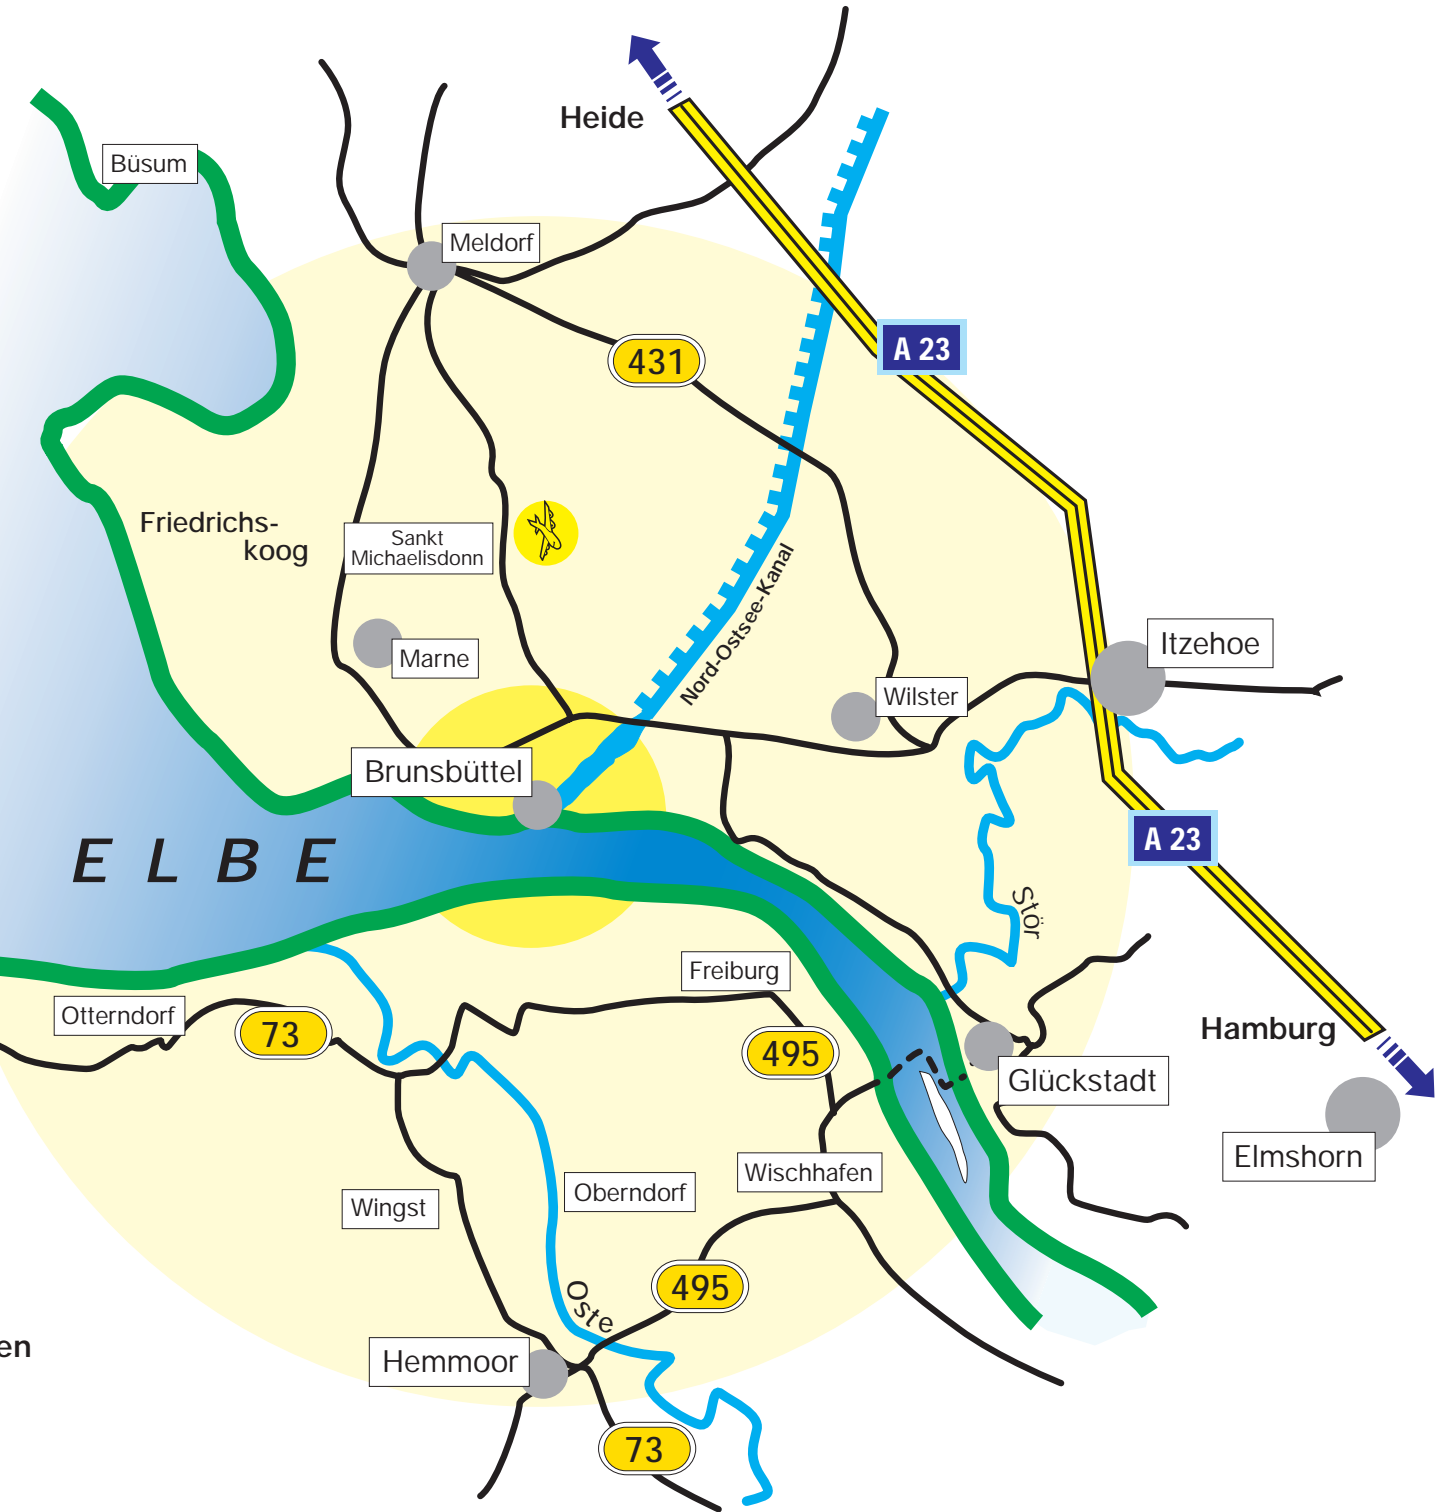 Heide
Büsum
Meldorf
A 23
431
Friedrichs-
koog
Sankt
Michaelisdonn
Nord-Ostsee-Kanal
Marne
Itzehoe
Wilster
Brunsbüttel
A 23
ELBE
Stör
Freiburg
Otterndorf
73
495
Hamburg
Glückstadt
Elmshorn
Wischhafen
Oberndorf
Wingst
495
Oste
en
Hemmoor
73